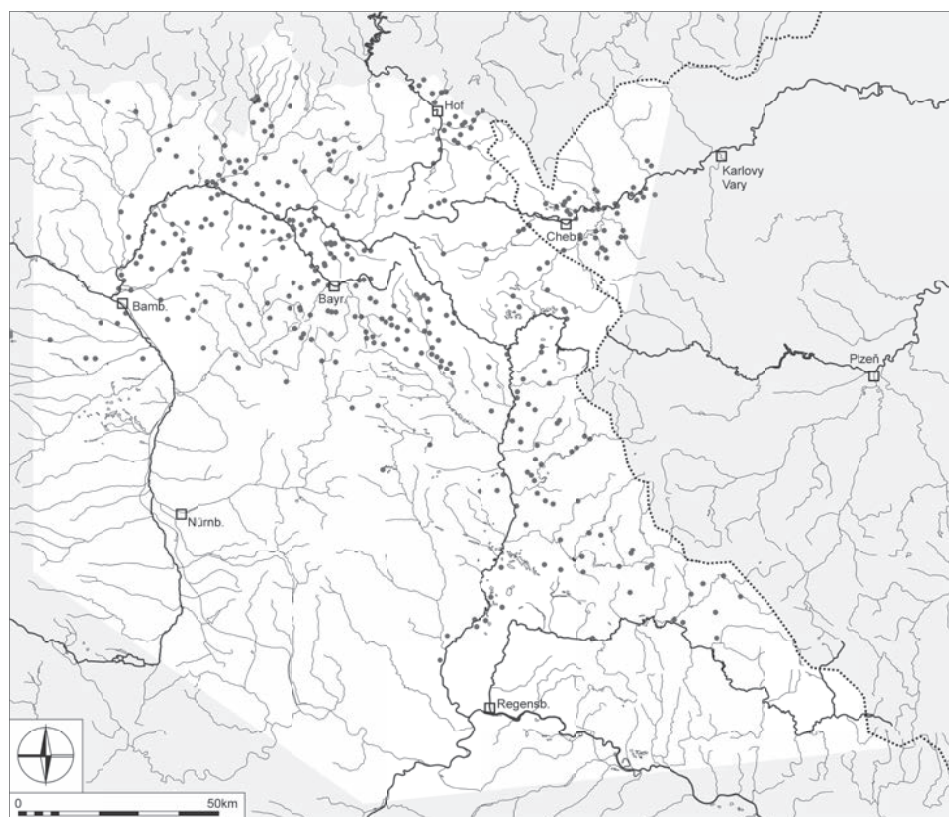 Hof
Karlovy
Vary
Cheb
Bayr.
Bamb.
Plzeň
Nürnb.
Regensb.
0 50km